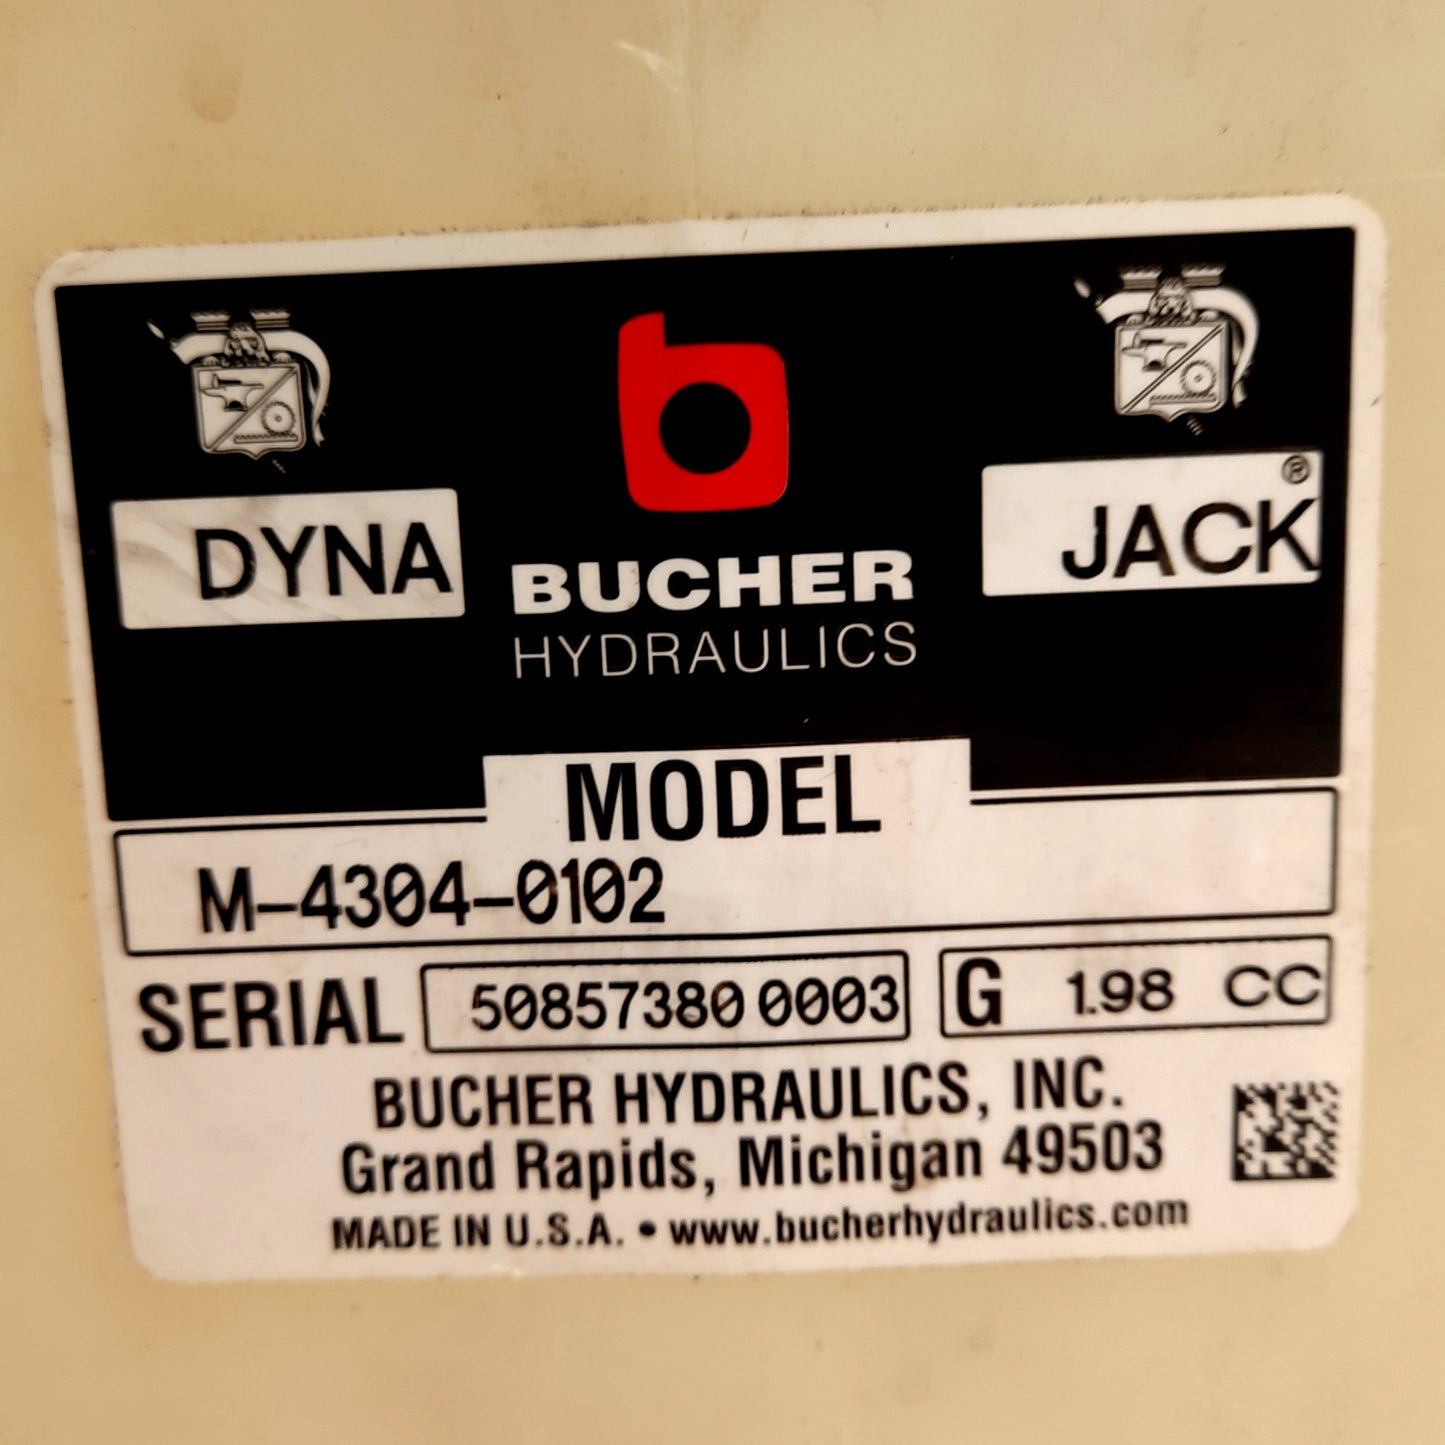 DYNA
JACK®
BUCHER
HYDRAULICS
MODEL
M-4304-0102
SERIAL 50857380 0003 G 1.98 CC
BUCHER HYDRAULICS, INC.
Grand Rapids, Michigan 49503
MADE IN U.S.A. • www.bucherhydraulics.com